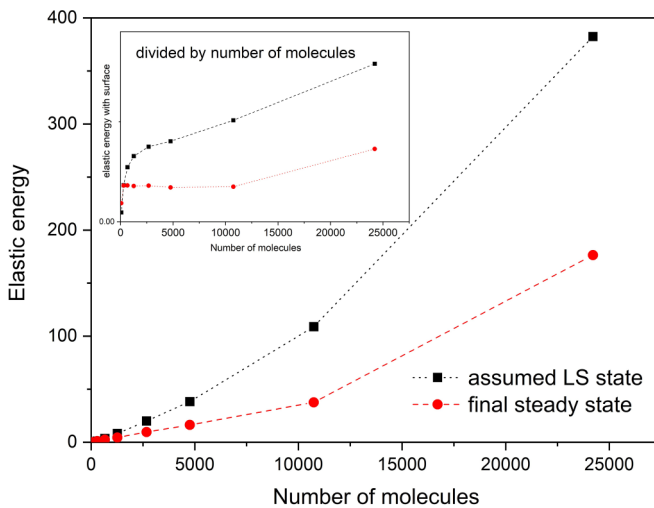 400
300
200
100
0
Elastic energy
0
5000
10000
15000
20000
25000
Number of molecules
divided by number of molecules
elastic energy with surface
0.00
0
5000
10000
15000
20000
25000
Number of molecules
assumed LS state
final steady state